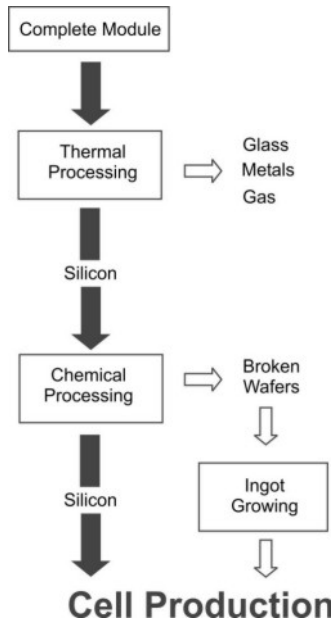 Complete Module
Thermal
Processing
Glass
Metals
Gas
Silicon
Chemical
Processing
Broken
Wafers
Silicon
Ingot
Growing
Cell Production